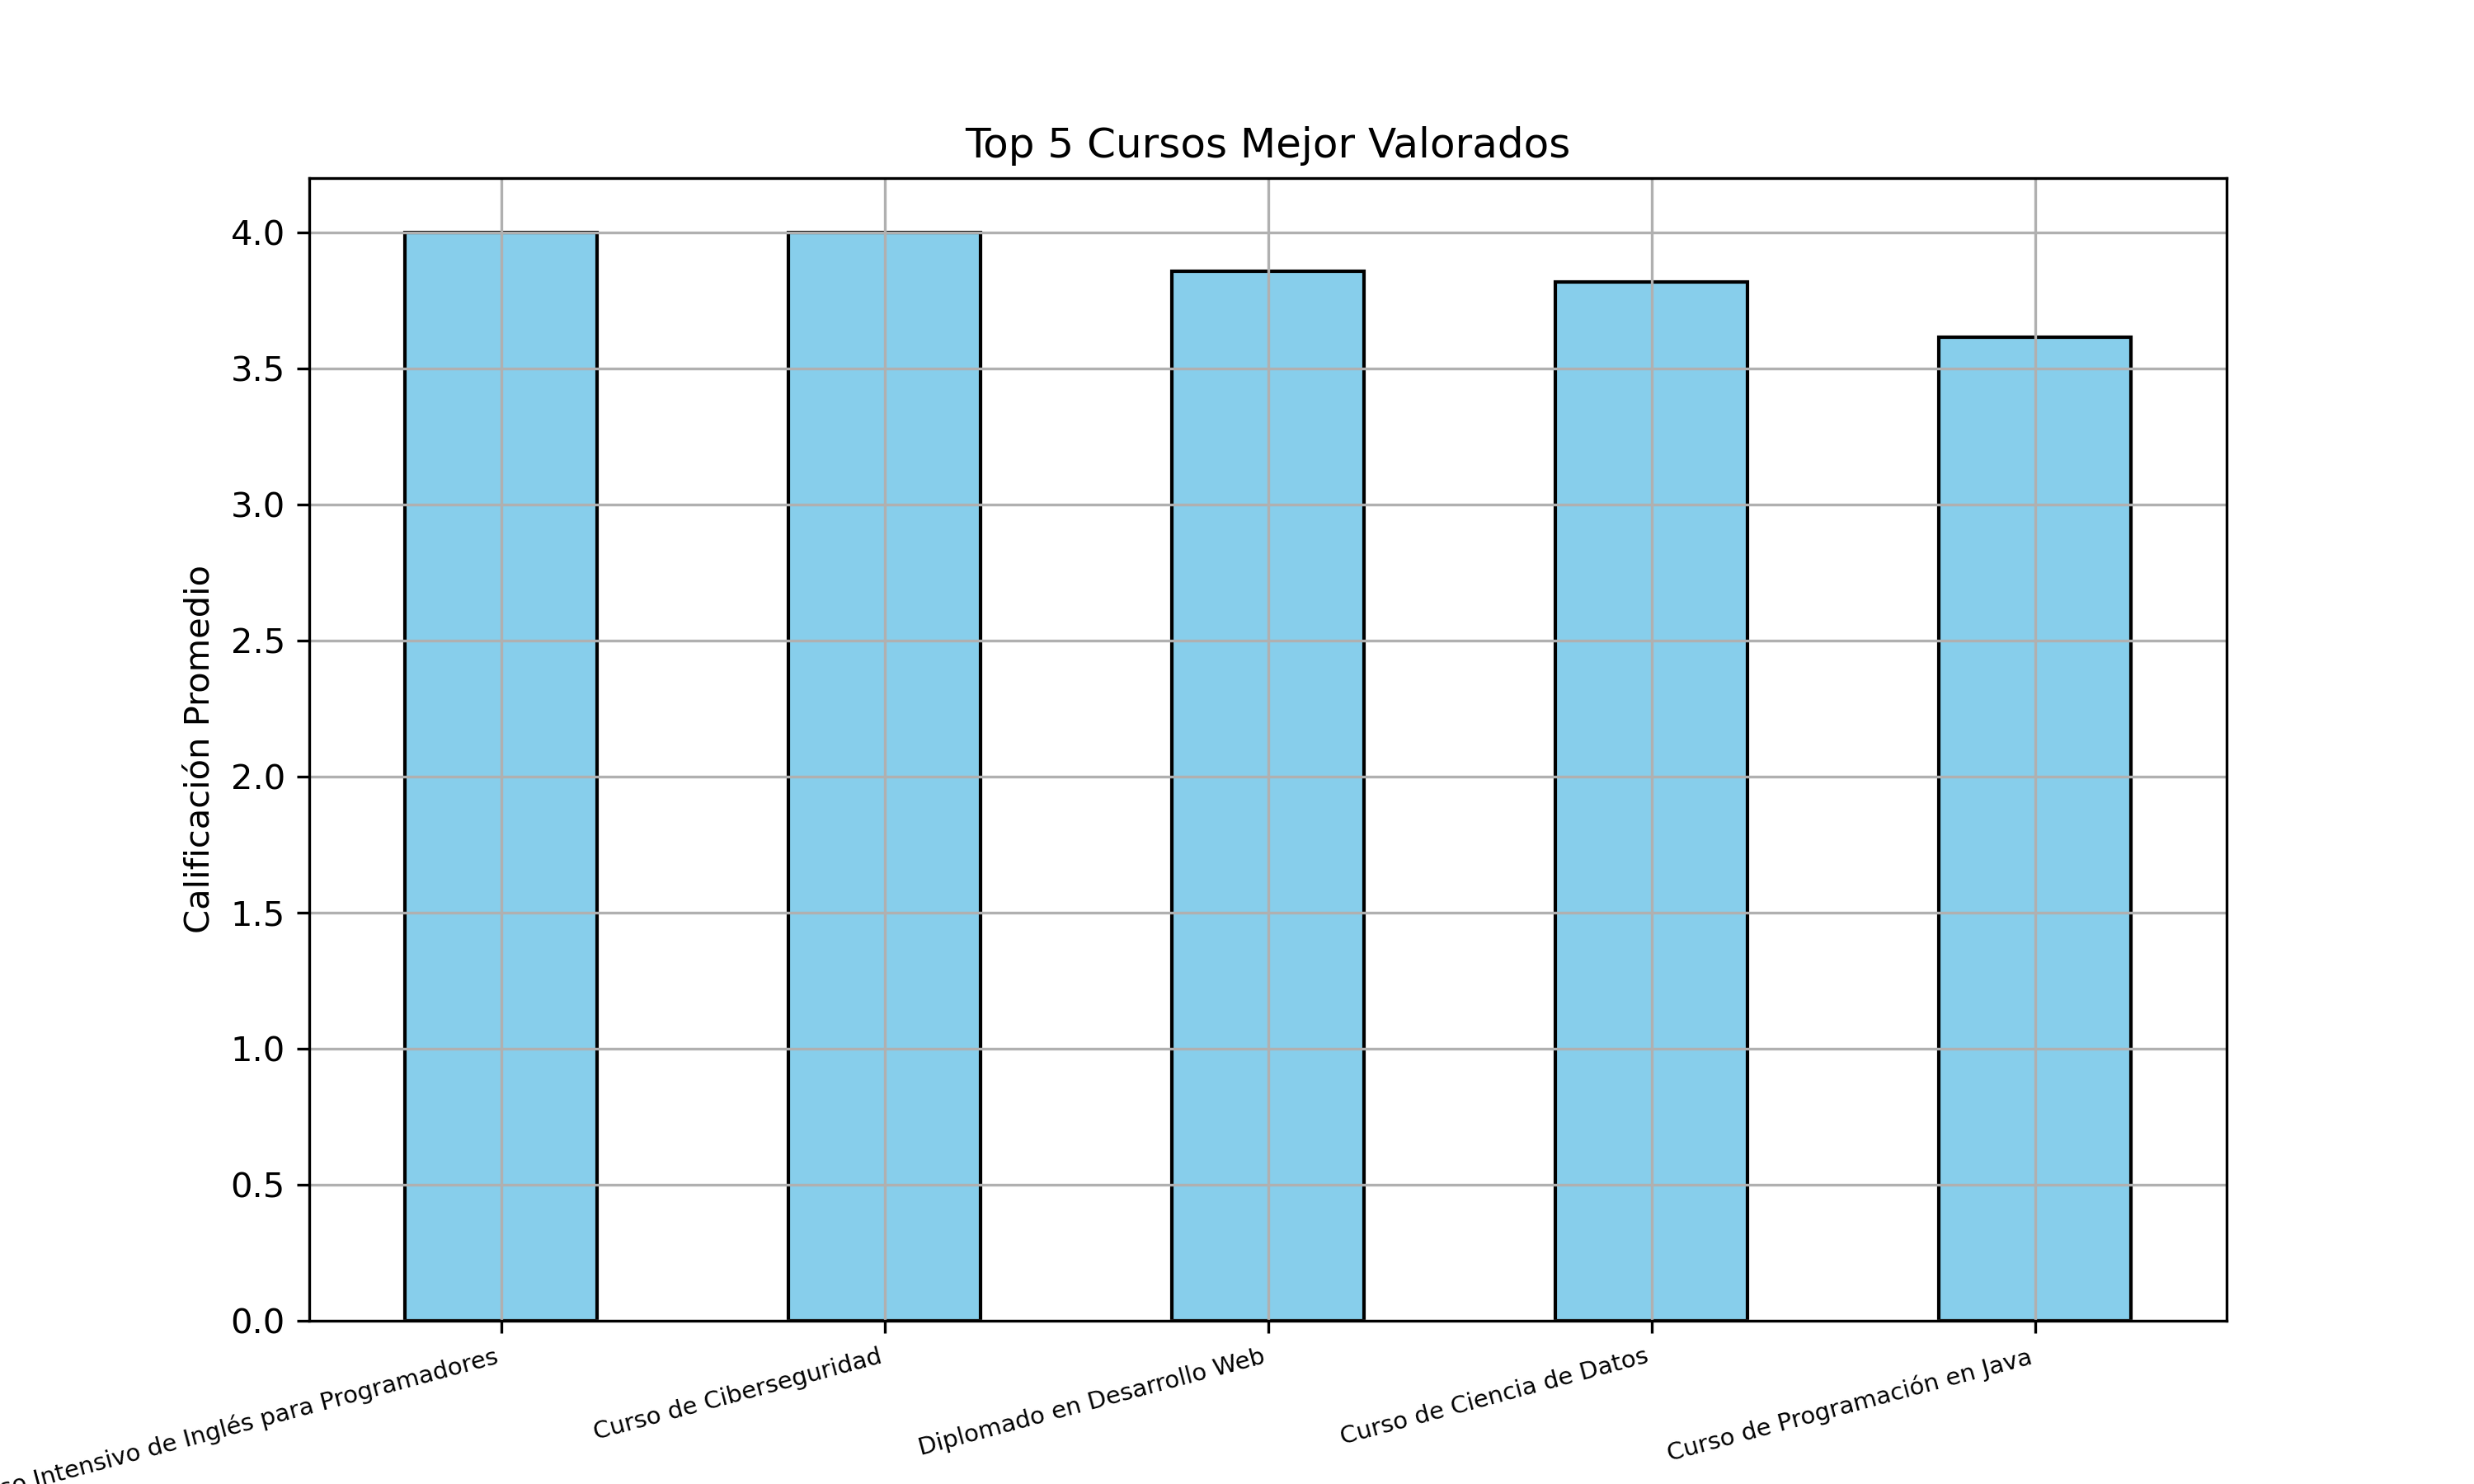 Top 5 Cursos Mejor Valorados
Calificación Promedio
4.0
3.5
3.0
2.5
2.0
1.5
1.0
0.5
0.0
Intensivo de Inglés para Programadores
Curso de Ciberseguridad
Diplomado en Desarrollo Web
Curso de Ciencia de Datos
Curso de Programación en Java